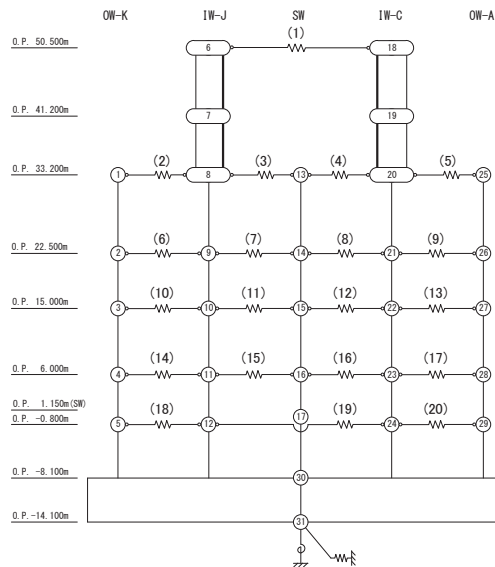 OW-K IW-J SW IW-C OW-A
(1)
O.P. 50.500m 6 18
O.P. 41.200m 7 19
(2) (3) (4) (5)
O.P. 33.200m 1 8 13 20 25
(6) (7) (8) (9)
O.P. 22.500m 2 9 14 21 26
(10) (11) (12) (13)
O.P. 15.000m 3 10 15 22 27
(14) (15) (16) (17)
O.P. 6.000m 4 11 16 23 28
O.P. 1.150m(SW) 17
(18) (19) (20)
O.P. -0.800m 5 12 24 29
O.P. -8.100m 30
O.P.-14.100m 31